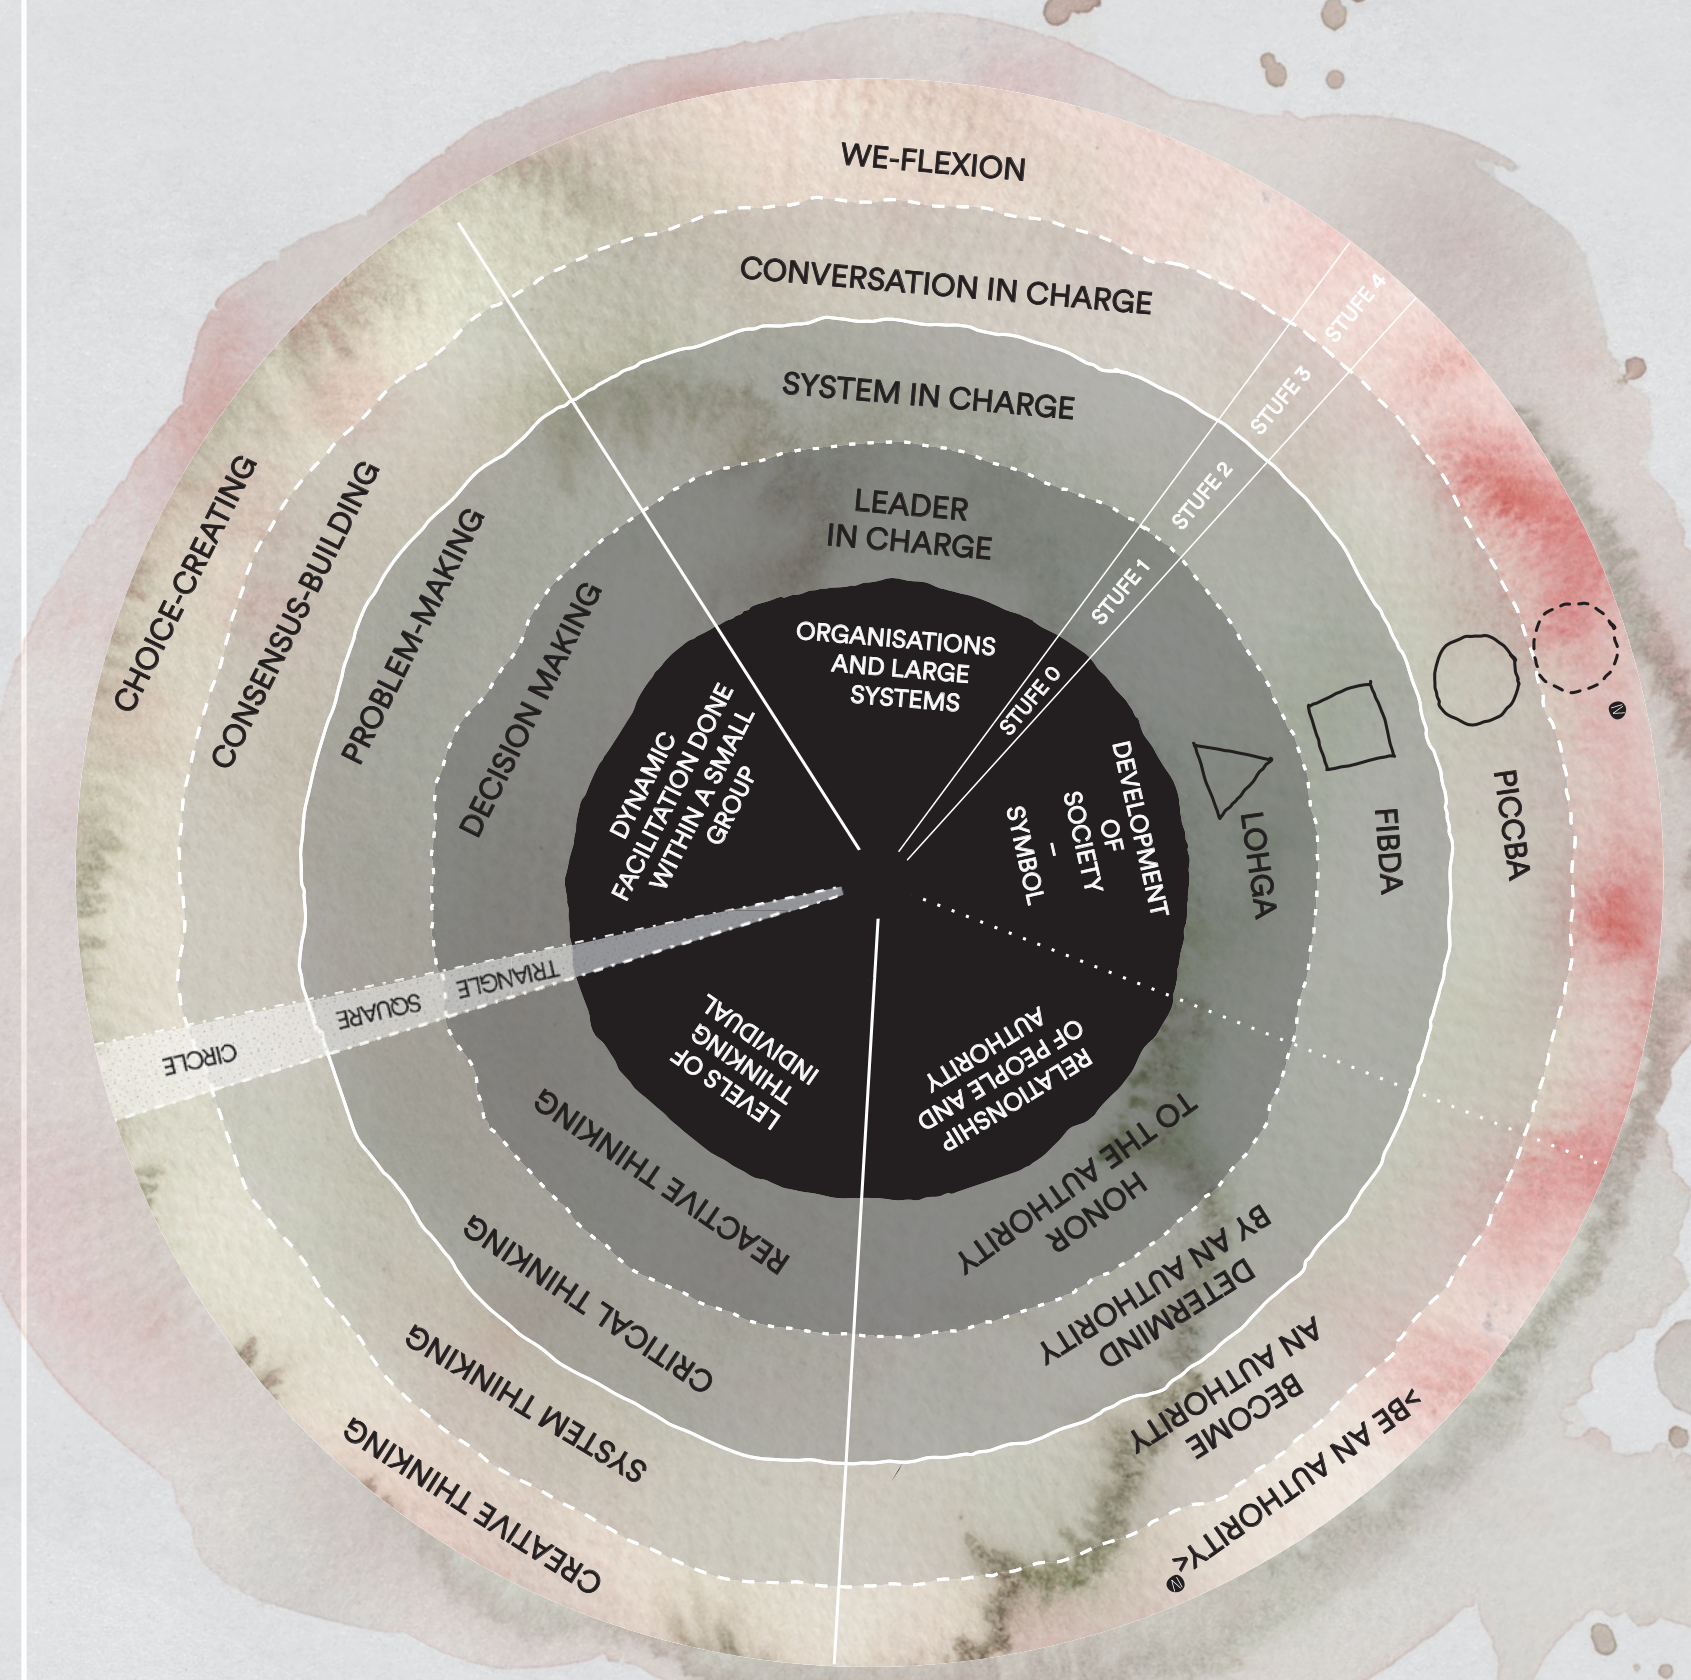 WE-FLEXION
CONVERSATION IN CHARGE
SYSTEM IN CHARGE
LEADER
IN CHARGE
ORGANISATIONS
AND LARGE
SYSTEMS
STUFE 4
STUFE 3
STUFE 2
STUFE 1
STUFE 0
DEVELOPMENT
OF
SOCIETY
–
SYMBOL
LOHGA
FIBDA
PICCBA
N
RELATIONSHIP
OF PEOPLE AND
AUTHORITY
HONOR
TO THE AUTHORITY
DETERMIND
BY AN AUTHORITY
BECOME
AN AUTHORITY
>BE AN AUTHORITY<
N
LEVELS OF
THINKING
INDIVIDUAL
REACTIVE THINKING
CRITICAL THINKING
SYSTEM THINKING
CREATIVE THINKING
TRIANGLE
SQUARE
CIRCLE
DYNAMIC
FACILITATION DONE
WITHIN A SMALL
GROUP
DECISION MAKING
PROBLEM-MAKING
CONSENSUS-BUILDING
CHOICE-CREATING